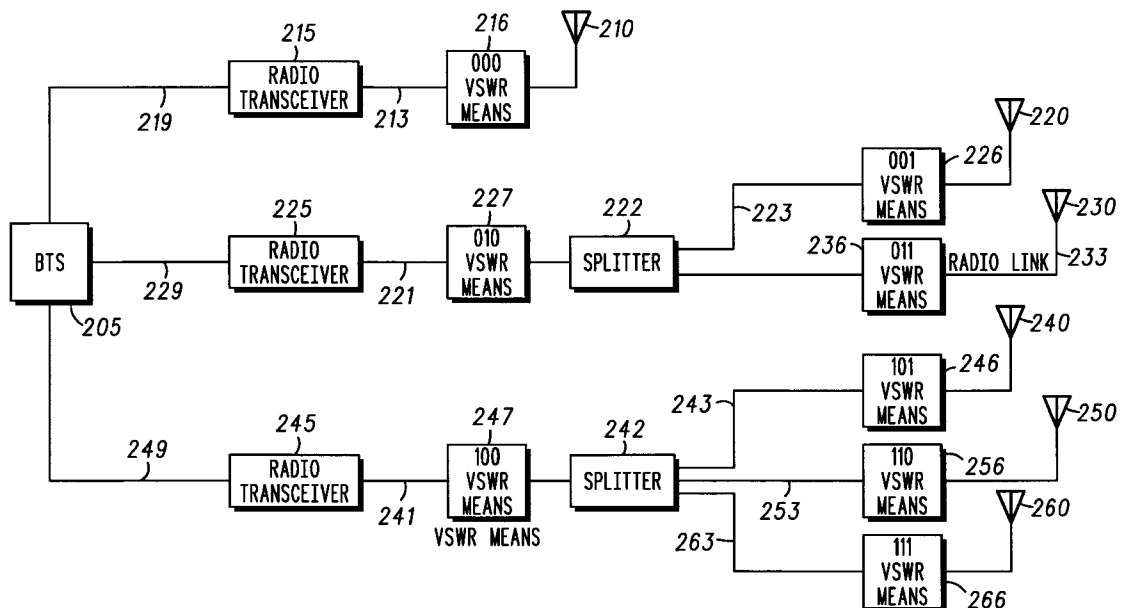 210
215
216
RADIO
TRANSCEIVER
000
VSWR
MEANS
219
213
220
001
VSWR
MEANS
226
223
230
225
227
222
RADIO
TRANSCEIVER
010
VSWR
MEANS
SPLITTER
236
011
VSWR
MEANS
RADIO LINK
233
BTS
229
221
205
240
101
VSWR
MEANS
246
243
250
245
247
242
249
RADIO
TRANSCEIVER
100
VSWR
MEANS
SPLITTER
110
VSWR
MEANS
256
241
253
VSWR MEANS
260
263
111
VSWR
MEANS
266